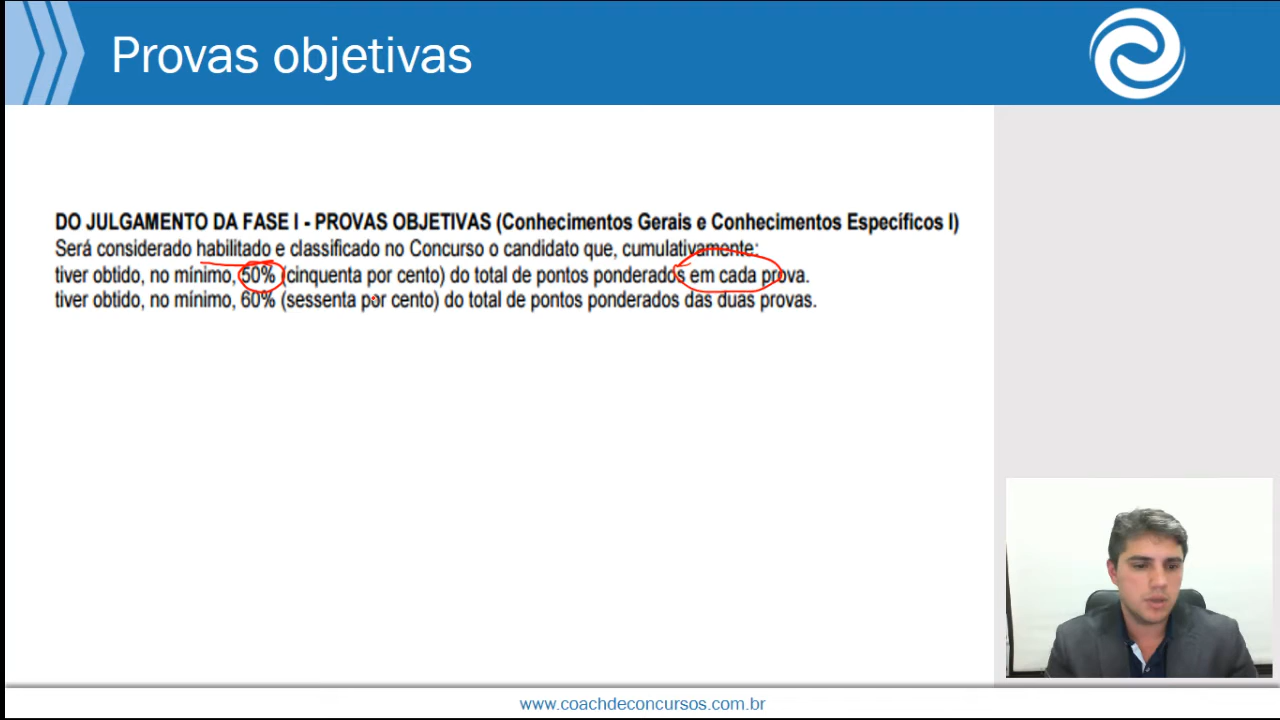 Provas objetivas
DO JULGAMENTO DA FASE I - PROVAS OBJETIVAS (Conhecimentos Gerais e Conhecimentos Específicos I)
Será considerado habilitado e classificado no Concurso o candidato que, cumulativamente:
tiver obtido, no mínimo, 50% (cinquenta por cento) do total de pontos ponderados em cada prova.
tiver obtido, no mínimo, 60% (sessenta por cento) do total de pontos ponderados das duas provas.
www.coachdeconcursos.com.br